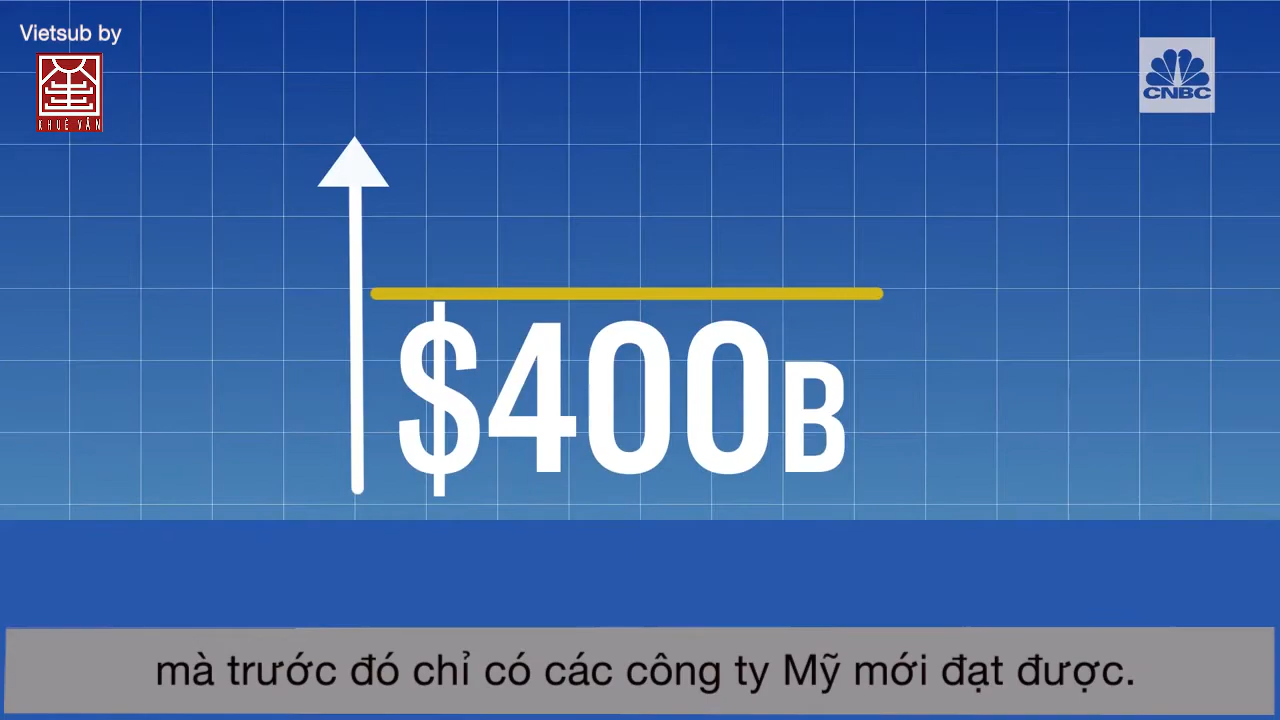 Vietsub by
KHUÊ VĂN
CNBC
$400B
mà trước đó chỉ có các công ty Mỹ mới đạt được.